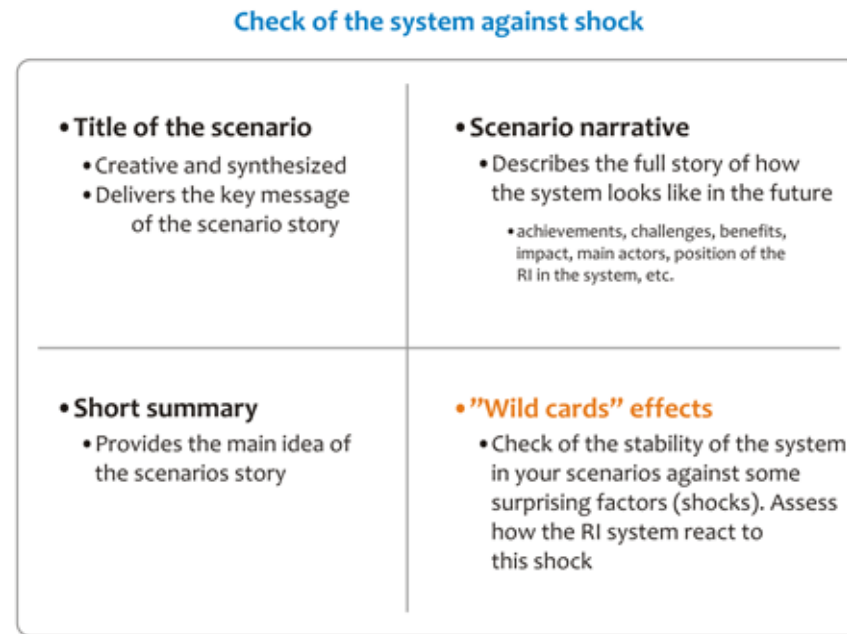 Check of the system against shock
•Title of the scenario
•Creative and synthesized
•Delivers the key message
of the scenario story
•Scenario narrative
•Describes the full story of how
the system looks like in the future
•achievements, challenges, benefits,
impact, main actors, position of the
RI in the system, etc.
•Short summary
•Provides the main idea of
the scenarios story
•”Wild cards” effects
•Check of the stability of the system
in your scenarios against some
surprising factors (shocks). Assess
how the RI system react to
this shock